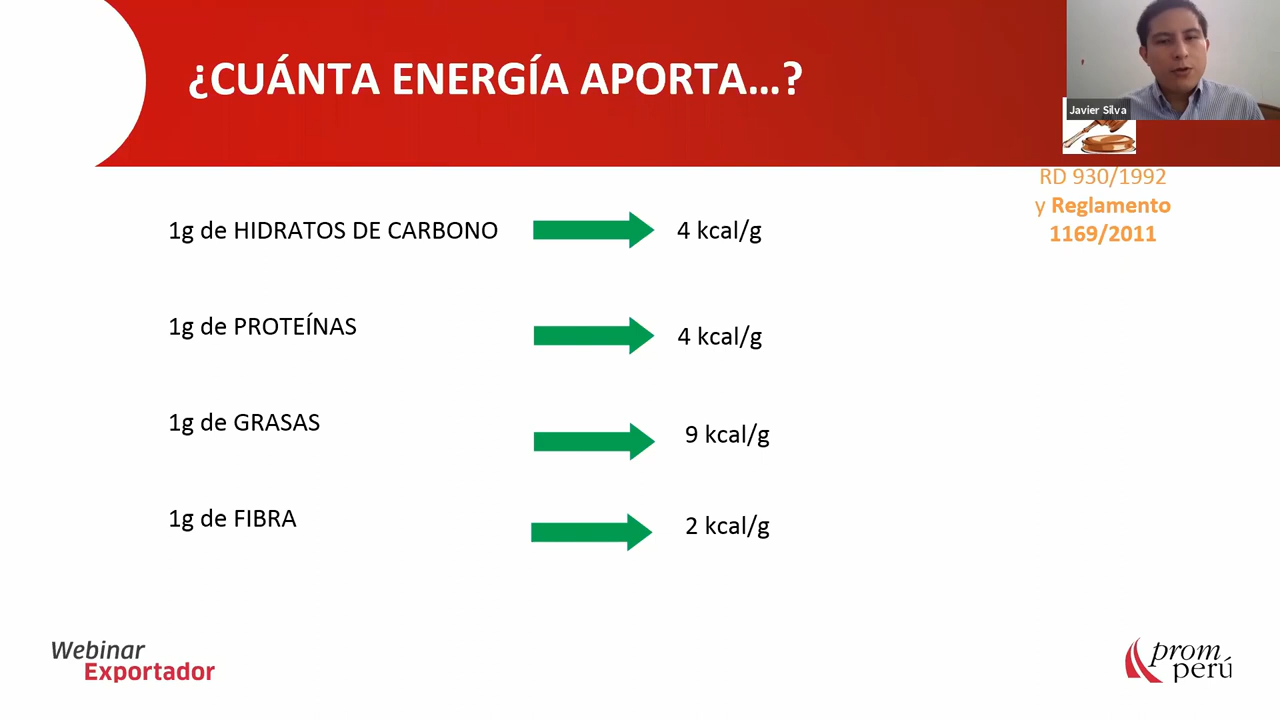 ¿CUÁNTA ENERGÍA APORTA...?
Javier Silva
RD 930/1992
y Reglamento
1169/2011
1g de HIDRATOS DE CARBONO
4 kcal/g
1g de PROTEÍNAS
4 kcal/g
1g de GRASAS
9 kcal/g
1g de FIBRA
2 kcal/g
Webinar
Exportador
prom
perú